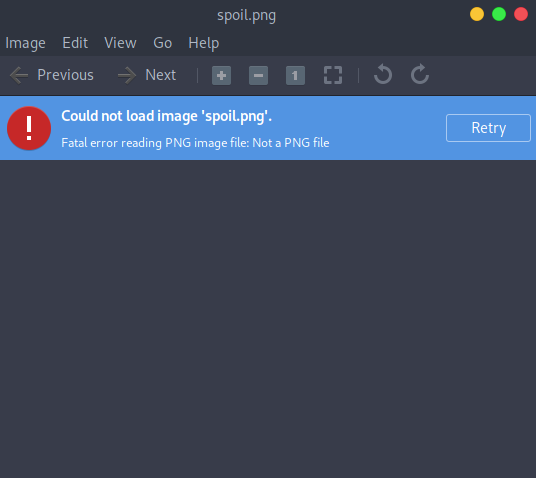 spoil.png
Image Edit View Go Help
Previous Next 1
Could not load image 'spoil.png'.
Fatal error reading PNG image file: Not a PNG file
Retry